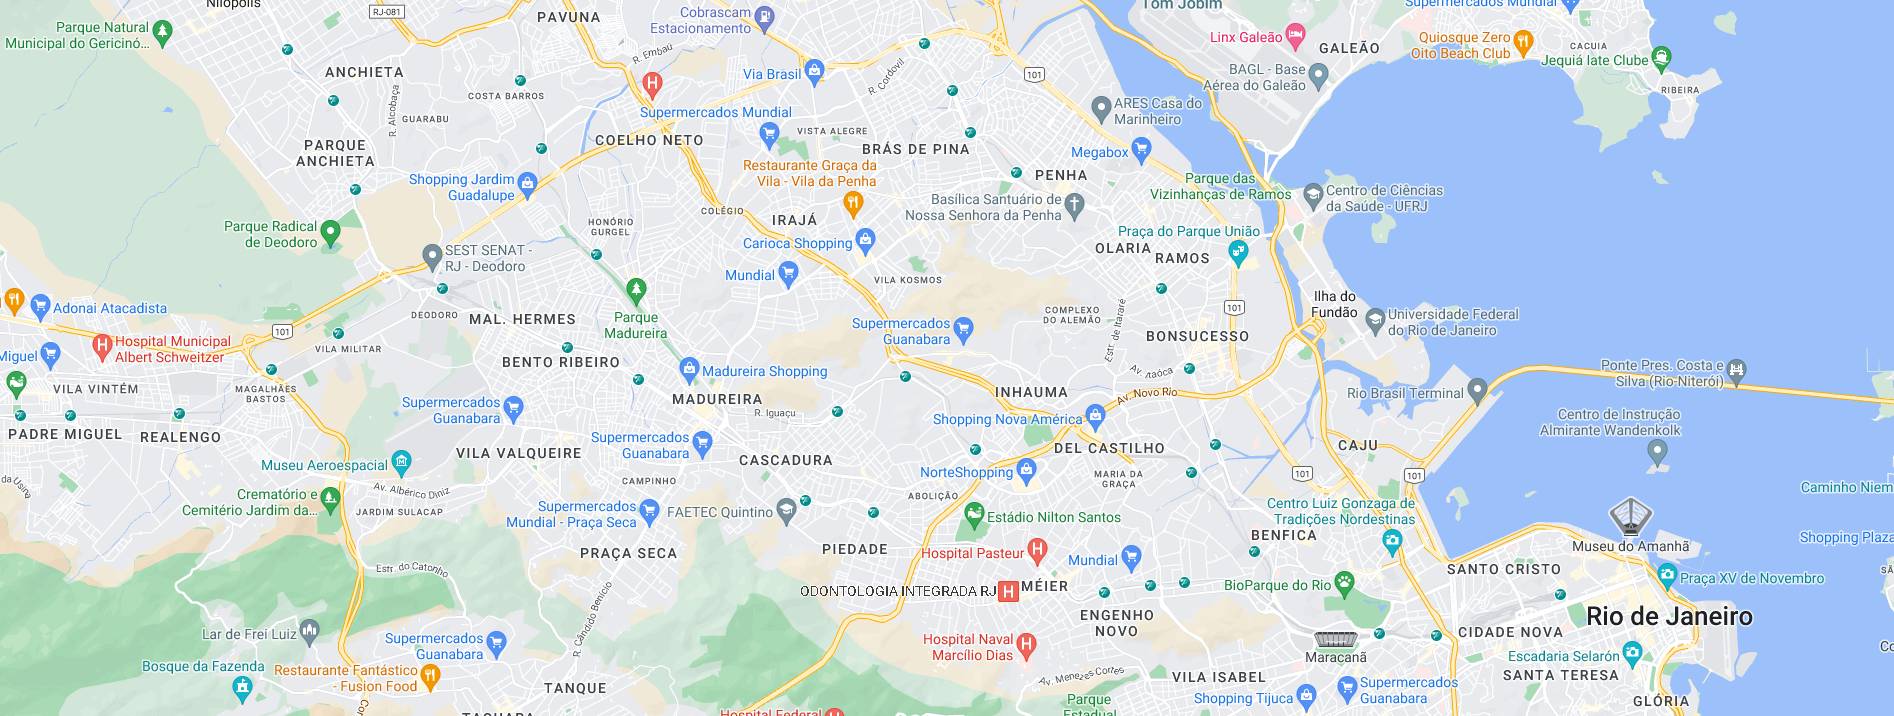 Nilópolis
RJ-081
PAVUNA
Cobrascam
Estacionamento
Tom Jobim
Supermercados Mundial
Parque Natural
Municipal do Gericinó...
R. Embau
Linx Galeão
GALEÃO
Quiosque Zero
Oito Beach Club
CACUIA
Jequiá Iate Clube
ANCHIETA
COSTA BARROS
Via Brasil
R. Cordovil
101
BAGL - Base
Aérea do Galeão
RIBEIRA
R. Alcobaça
GUARABU
Supermercados Mundial
ARES Casa do
Marinheiro
PARQUE
ANCHIETA
COELHO NETO
VISTA ALEGRE
BRÁS DE PINA
Megabox
Restaurante Graça da
Vila - Vila da Penha
PENHA
Shopping Jardim
Guadalupe
Parque das
Vizinhanças de Ramos
Centro de Ciências
da Saúde - UFRJ
Basílica Santuário de
Nossa Senhora da Penha
COLÉGIO
IRAJÁ
HONÓRIO
GURGEL
Parque Radical
de Deodoro
Praça do Parque União
SEST SENAT -
RJ - Deodoro
Carioca Shopping
OLARIA
RAMOS
Mundial
VILA KOSMOS
Adonai Atacadista
DEODORO
MAL. HERMES
Parque
Madureira
COMPLEXO
DO ALEMÃO
Estr. de Itararé
101
Ilha do
Fundão
Universidade Federal
do Rio de Janeiro
101
Hospital Municipal
Albert Schweitzer
Supermercados
Guanabara
BONSUCESSO
Miguel
VILA MILITAR
BENTO RIBEIRO
Madureira Shopping
Av. Itaóca
Ponte Pres. Costa e
Silva (Rio-Niterói)
VILA VINTÉM
MAGALHÃES
BASTOS
MADUREIRA
INHAUMA
Av. Novo Rio
Rio Brasil Terminal
Supermercados
Guanabara
R. Iguaçu
Shopping Nova América
Centro de Instrução
Almirante Wandenkolk
PADRE MIGUEL
REALENGO
Supermercados
Guanabara
DEL CASTILHO
CAJU
VILA VALQUEIRE
CASCADURA
Museu Aeroespacial
NorteShopping
MARIA DA
GRAÇA
101
101
da Usina
CAMPINHO
Av. Albérico Diniz
Crematório e
Cemitério Jardim da...
ABOLIÇÃO
Caminho Niem
JARDIM SULACAP
Supermercados
Mundial - Praça Seca
FAETEC Quintino
Estádio Nilton Santos
Centro Luiz Gonzaga de
Tradições Nordestinas
BENFICA
Shopping Plaza
Museu do Amanhã
PRAÇA SECA
PIEDADE
Hospital Pasteur
Mundial
SANTO CRISTO
Estr. do Catonho
Praça XV de Novembro
ODONTOLOGIA INTEGRADA RJ
MÉIER
BioParque do Rio
R. Cândido Benício
ENGENHO
NOVO
Rio de Janeiro
Lar de Frei Luiz
Supermercados
Guanabara
Hospital Naval
Marcílio Dias
CIDADE NOVA
Maracanã
Escadaria Selarón
Bosque da Fazenda
Restaurante Fantástico
- Fusion Food
Av. Menezes Cortes
VILA ISABEL
SANTA TERESA
TANQUE
Shopping Tijuca
Supermercados
Guanabara
Parque
Estadual
GLÓRIA
TAQUARA
Hospital Federal